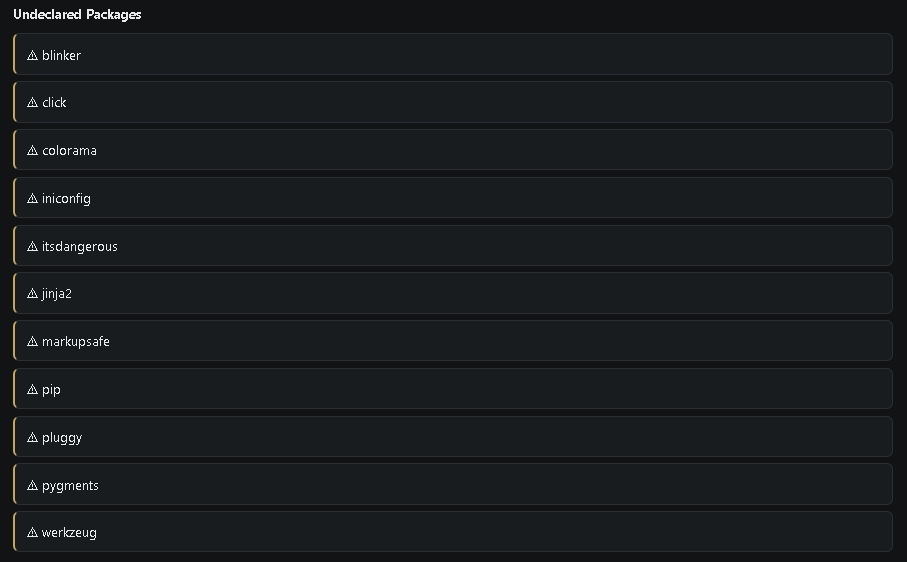 Undeclared Packages
⚠ blinker
⚠ click
⚠ colorama
⚠ iniconfig
⚠ itsdangerous
⚠ jinja2
⚠ markupsafe
⚠ pip
⚠ pluggy
⚠ pygments
⚠ werkzeug